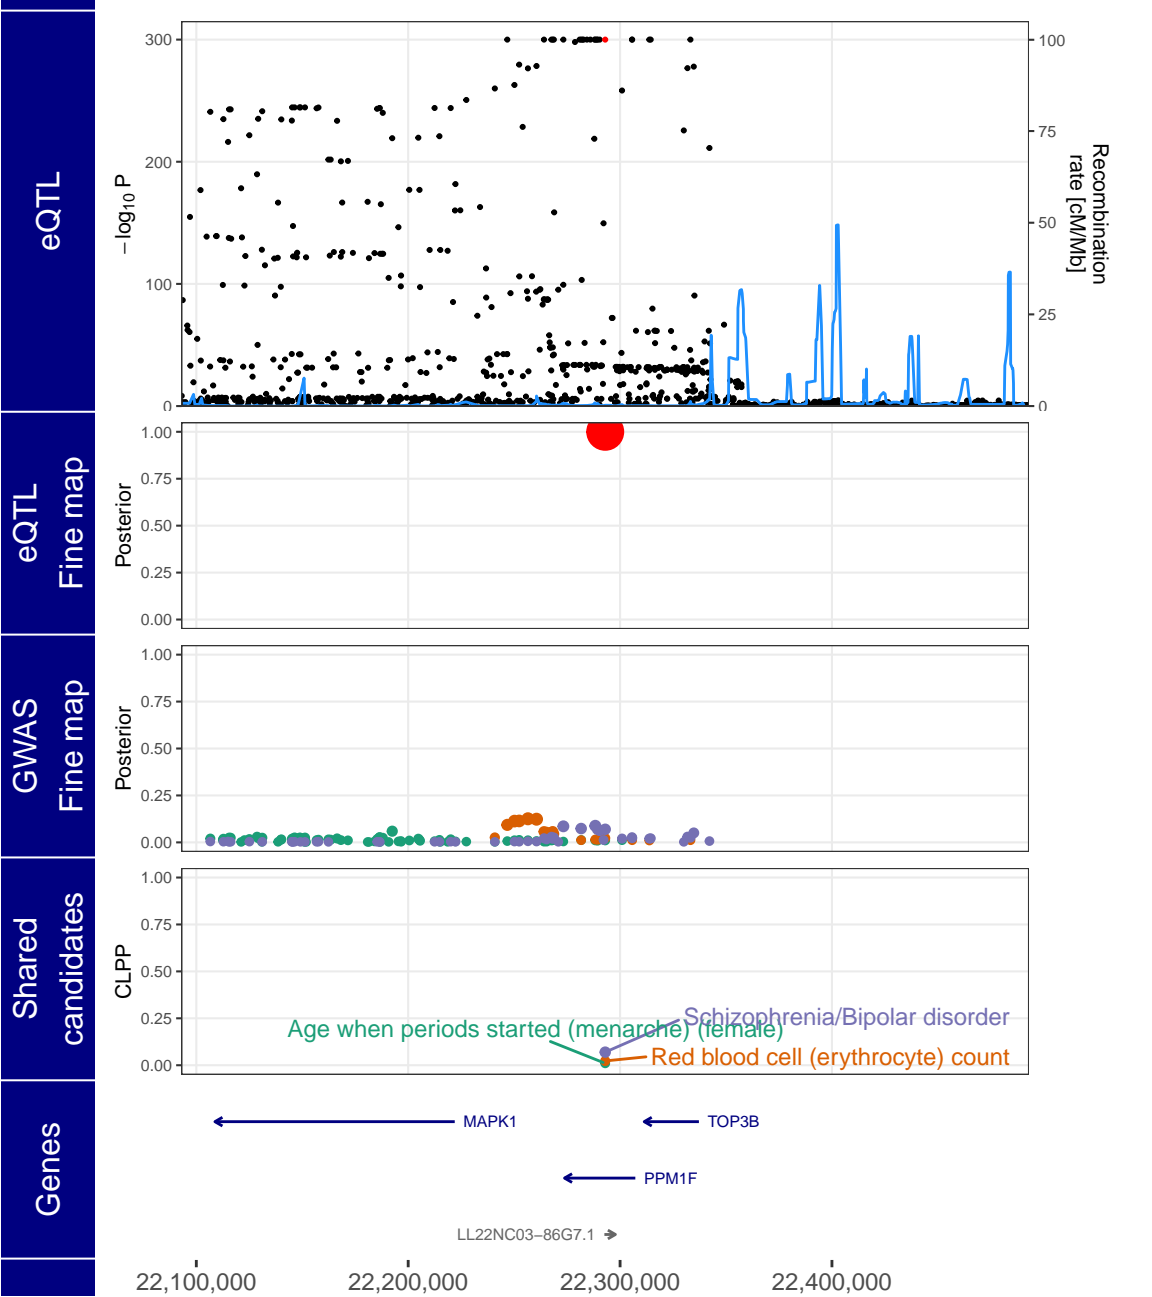 eQTL
−log10 P
300
200
100
0
100
75
50
25
0
Recombination
rate [cM/Mb]
eQTL
Fine map
Posterior
1.00
0.75
0.50
0.25
0.00
GWAS
Fine map
Posterior
1.00
0.75
0.50
0.25
0.00
Shared
candidates
CLPP
1.00
0.75
0.50
0.25
0.00
Schizophrenia/Bipolar disorder
Age when periods started (menarche) (female)
Red blood cell (erythrocyte) count
Genes
MAPK1
TOP3B
PPM1F
LL22NC03−86G7.1
22,100,000
22,200,000
22,300,000
22,400,000